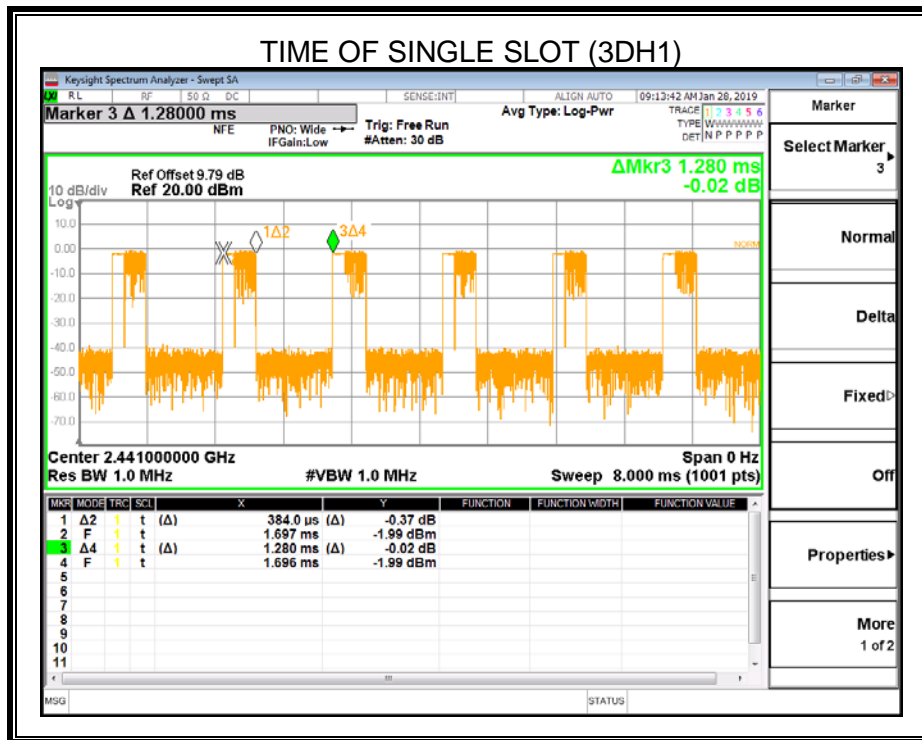 TIME OF SINGLE SLOT (3DH1)
Keysight Spectrum Analyzer - Swept SA
RL RF 50 Ω DC SENSE:INT ALIGN AUTO 09:13:42 AM Jan 28, 2019
Marker 3 Δ 1.28000 ms
NFE
PNO: Wide
IFGain:Low
Trig: Free Run
#Atten: 30 dB
Avg Type: Log-Pwr
TRACE 1 2 3 4 5 6
TYPE WWWWWW
DET N P P P P P
ΔMkr3 1.280 ms
-0.02 dB
Ref Offset 9.79 dB
10 dB/div Ref 20.00 dBm
Log
10.0
0.00
-10.0
-20.0
-30.0
-40.0
-50.0
-60.0
-70.0
1Δ2
3Δ4
NORM
Center 2.441000000 GHz Span 0 Hz
Res BW 1.0 MHz #VBW 1.0 MHz Sweep 8.000 ms (1001 pts)
MKR MODE TRC SCL X Y FUNCTION FUNCTION WIDTH FUNCTION VALUE
1 Δ2 1 t (Δ) 384.0 µs (Δ) -0.37 dB
2 F 1 t 1.697 ms -1.99 dBm
3 Δ4 1 t (Δ) 1.280 ms (Δ) -0.02 dB
4 F 1 t 1.696 ms -1.99 dBm
5
6
7
8
9
10
11
MSG STATUS
Marker
Select Marker
3
Normal
Delta
Fixed
Off
Properties
More
1 of 2